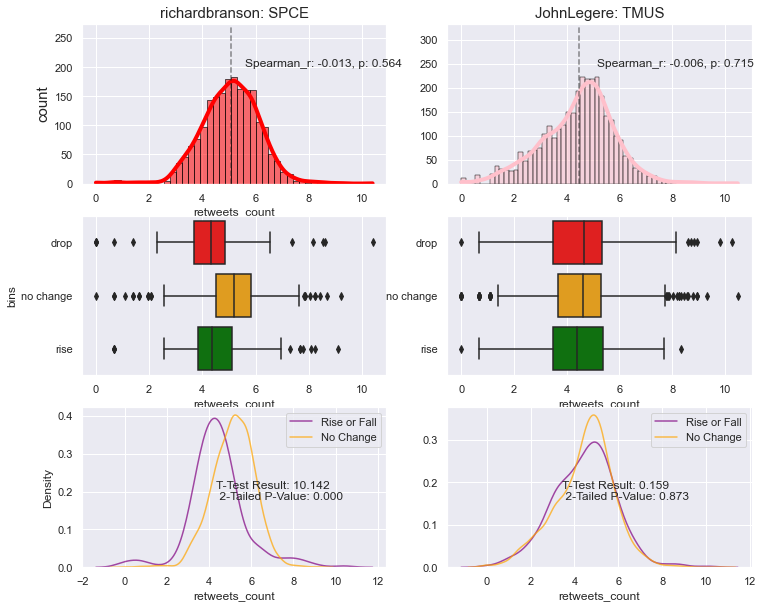 richardbranson: SPCE
count
250
200
150
100
50
0
Spearman_r: -0.013, p: 0.564
0 2 4 6 8 10
retweets_count
JohnLegere: TMUS
300
250
200
150
100
50
0
Spearman_r: -0.006, p: 0.715
0 2 4 6 8 10
bins
drop
no change
rise
0 2 4 6 8 10
retweets_count
drop
no change
rise
0 2 4 6 8 10
retweets_count
Density
0.4
0.3
0.2
0.1
0.0
Rise or Fall
No Change
T-Test Result: 10.142
2-Tailed P-Value: 0.000
−2 0 2 4 6 8 10 12
retweets_count
0.3
0.2
0.1
0.0
Rise or Fall
No Change
T-Test Result: 0.159
2-Tailed P-Value: 0.873
0 2 4 6 8 10 12
retweets_count